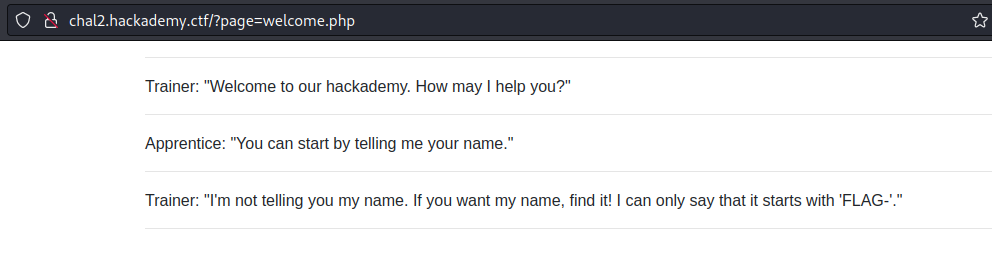 chal2.hackademy.ctf/?page=welcome.php
Trainer: "Welcome to our hackademy. How may I help you?"
Apprentice: "You can start by telling me your name."
Trainer: "I'm not telling you my name. If you want my name, find it! I can only say that it starts with 'FLAG-'."